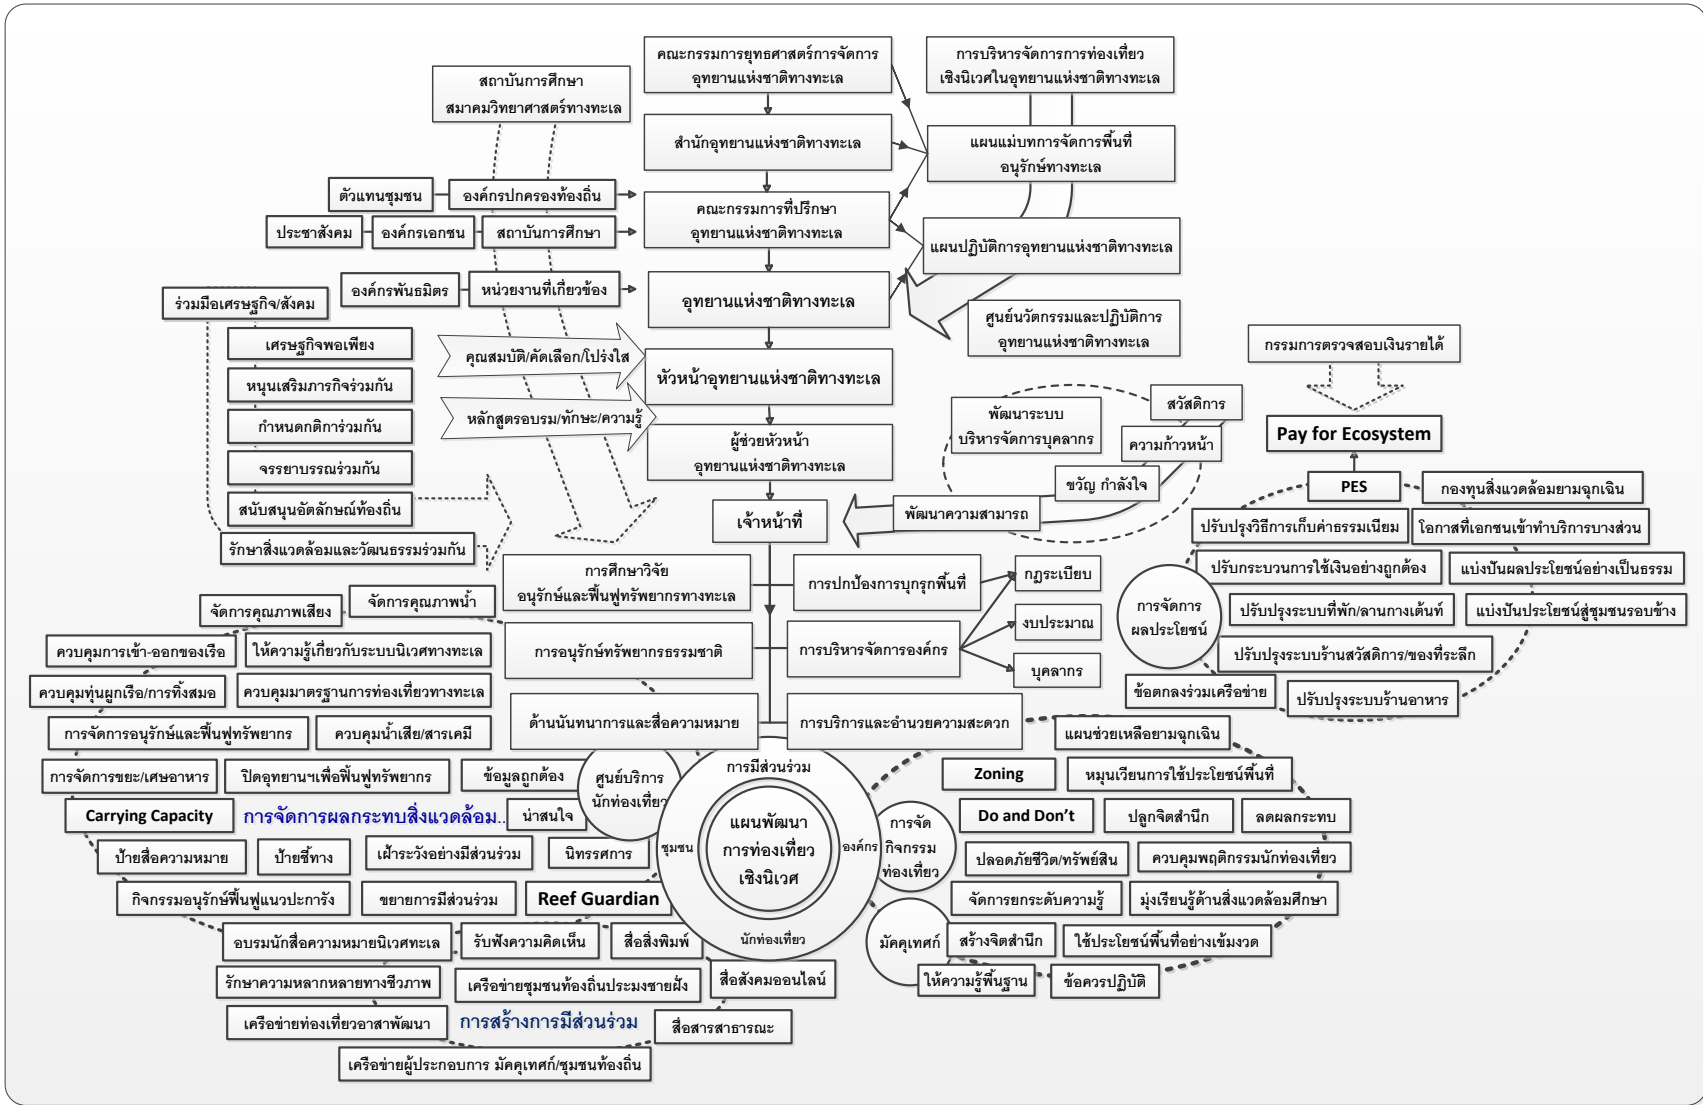 คณะกรรมการยุทธศาสตร์การจัดการ
อุทยานแห่งชาติทางทะเล
การบริหารจัดการการท่องเที่ยว
เชิงนิเวศในอุทยานแห่งชาติทางทะเล
สถาบันการศึกษา
สมาคมวิทยาศาสตร์ทางทะเล
สำนักอุทยานแห่งชาติทางทะเล
แผนแม่บทการจัดการพื้นที่
อนุรักษ์ทางทะเล
ตัวแทนชุมชน
องค์กรปกครองท้องถิ่น
คณะกรรมการที่ปรึกษา
อุทยานแห่งชาติทางทะเล
ประชาสังคม
องค์กรเอกชน
สถาบันการศึกษา
แผนปฏิบัติการอุทยานแห่งชาติทางทะเล
องค์กรพันธมิตร
หน่วยงานที่เกี่ยวข้อง
อุทยานแห่งชาติทางทะเล
ร่วมมือเศรษฐกิจ/สังคม
ศูนย์นวัตกรรมและปฏิบัติการ
อุทยานแห่งชาติทางทะเล
เศรษฐกิจพอเพียง
คุณสมบัติ/คัดเลือก/โปร่งใส
กรรมการตรวจสอบเงินรายได้
หนุนเสริมภารกิจร่วมกัน
หัวหน้าอุทยานแห่งชาติทางทะเล
กำหนดกติการ่วมกัน
หลักสูตรอบรม/ทักษะ/ความรู้
พัฒนาระบบ
บริหารจัดการบุคลากร
สวัสดิการ
ความก้าวหน้า
Pay for Ecosystem
ผู้ช่วยหัวหน้า
อุทยานแห่งชาติทางทะเล
จรรยาบรรณร่วมกัน
ขวัญ กำลังใจ
PES
กองทุนสิ่งแวดล้อมยามฉุกเฉิน
สนับสนุนอัตลักษณ์ท้องถิ่น
เจ้าหน้าที่
พัฒนาความสามารถ
ปรับปรุงวิธีการเก็บค่าธรรมเนียม
โอกาสที่เอกชนเข้าทำบริการบางส่วน
รักษาสิ่งแวดล้อมและวัฒนธรรมร่วมกัน
การศึกษาวิจัย
อนุรักษ์และฟื้นฟูทรัพยากรทางทะเล
การปกป้องการบุกรุกพื้นที่
กฎระเบียบ
ปรับกระบวนการใช้เงินอย่างถูกต้อง
แบ่งปันผลประโยชน์อย่างเป็นธรรม
จัดการคุณภาพเสียง
จัดการคุณภาพน้ำ
งบประมาณ
การจัดการ
ผลประโยชน์
ปรับปรุงระบบที่พัก/ลานกางเต้นท์
แบ่งปันประโยชน์สู่ชุมชนรอบข้าง
ควบคุมการเข้า-ออกของเรือ
ให้ความรู้เกี่ยวกับระบบนิเวศทางทะเล
การอนุรักษ์ทรัพยากรธรรมชาติ
การบริหารจัดการองค์กร
บุคลากร
ปรับปรุงระบบร้านสวัสดิการ/ของที่ระลึก
ควบคุมทุ่นผูกเรือ/การทิ้งสมอ
ควบคุมมาตรฐานการท่องเที่ยวทางทะเล
ข้อตกลงร่วมเครือข่าย
ปรับปรุงระบบร้านอาหาร
การจัดการอนุรักษ์และฟื้นฟูทรัพยากร
ควบคุมน้ำเสีย/สารเคมี
ด้านนันทนาการและสื่อความหมาย
การบริการและอำนวยความสะดวก
แผนช่วยเหลือยามฉุกเฉิน
การจัดการขยะ/เศษอาหาร
ปิดอุทยานฯเพื่อฟื้นฟูทรัพยากร
ข้อมูลถูกต้อง
ศูนย์บริการ
นักท่องเที่ยว
การมีส่วนร่วม
Zoning
หมุนเวียนการใช้ประโยชน์พื้นที่
Carrying Capacity
การจัดการผลกระทบสิ่งแวดล้อม..
น่าสนใจ
แผนพัฒนา
การท่องเที่ยว
เชิงนิเวศ
ชุมชน
องค์กร
นักท่องเที่ยว
การจัด
กิจกรรม
ท่องเที่ยว
Do and Don't
ปลูกจิตสำนึก
ลดผลกระทบ
ป้ายสื่อความหมาย
ป้ายชี้ทาง
เฝ้าระวังอย่างมีส่วนร่วม
นิทรรศการ
ปลอดภัยชีวิต/ทรัพย์สิน
ควบคุมพฤติกรรมนักท่องเที่ยว
กิจกรรมอนุรักษ์ฟื้นฟูแนวปะการัง
ขยายการมีส่วนร่วม
Reef Guardian
จัดการยกระดับความรู้
มุ่งเรียนรู้ด้านสิ่งแวดล้อมศึกษา
อบรมนักสื่อความหมายนิเวศทะเล
รับฟังความคิดเห็น
สื่อสิ่งพิมพ์
มัคคุเทศก์
สร้างจิตสำนึก
ใช้ประโยชน์พื้นที่อย่างเข้มงวด
รักษาความหลากหลายทางชีวภาพ
เครือข่ายชุมชนท้องถิ่นประมงชายฝั่ง
สื่อสังคมออนไลน์
ให้ความรู้พื้นฐาน
ข้อควรปฏิบัติ
เครือข่ายท่องเที่ยวอาสาพัฒนา
การสร้างการมีส่วนร่วม
สื่อสารสาธารณะ
เครือข่ายผู้ประกอบการ มัคคุเทศก์/ชุมชนท้องถิ่น